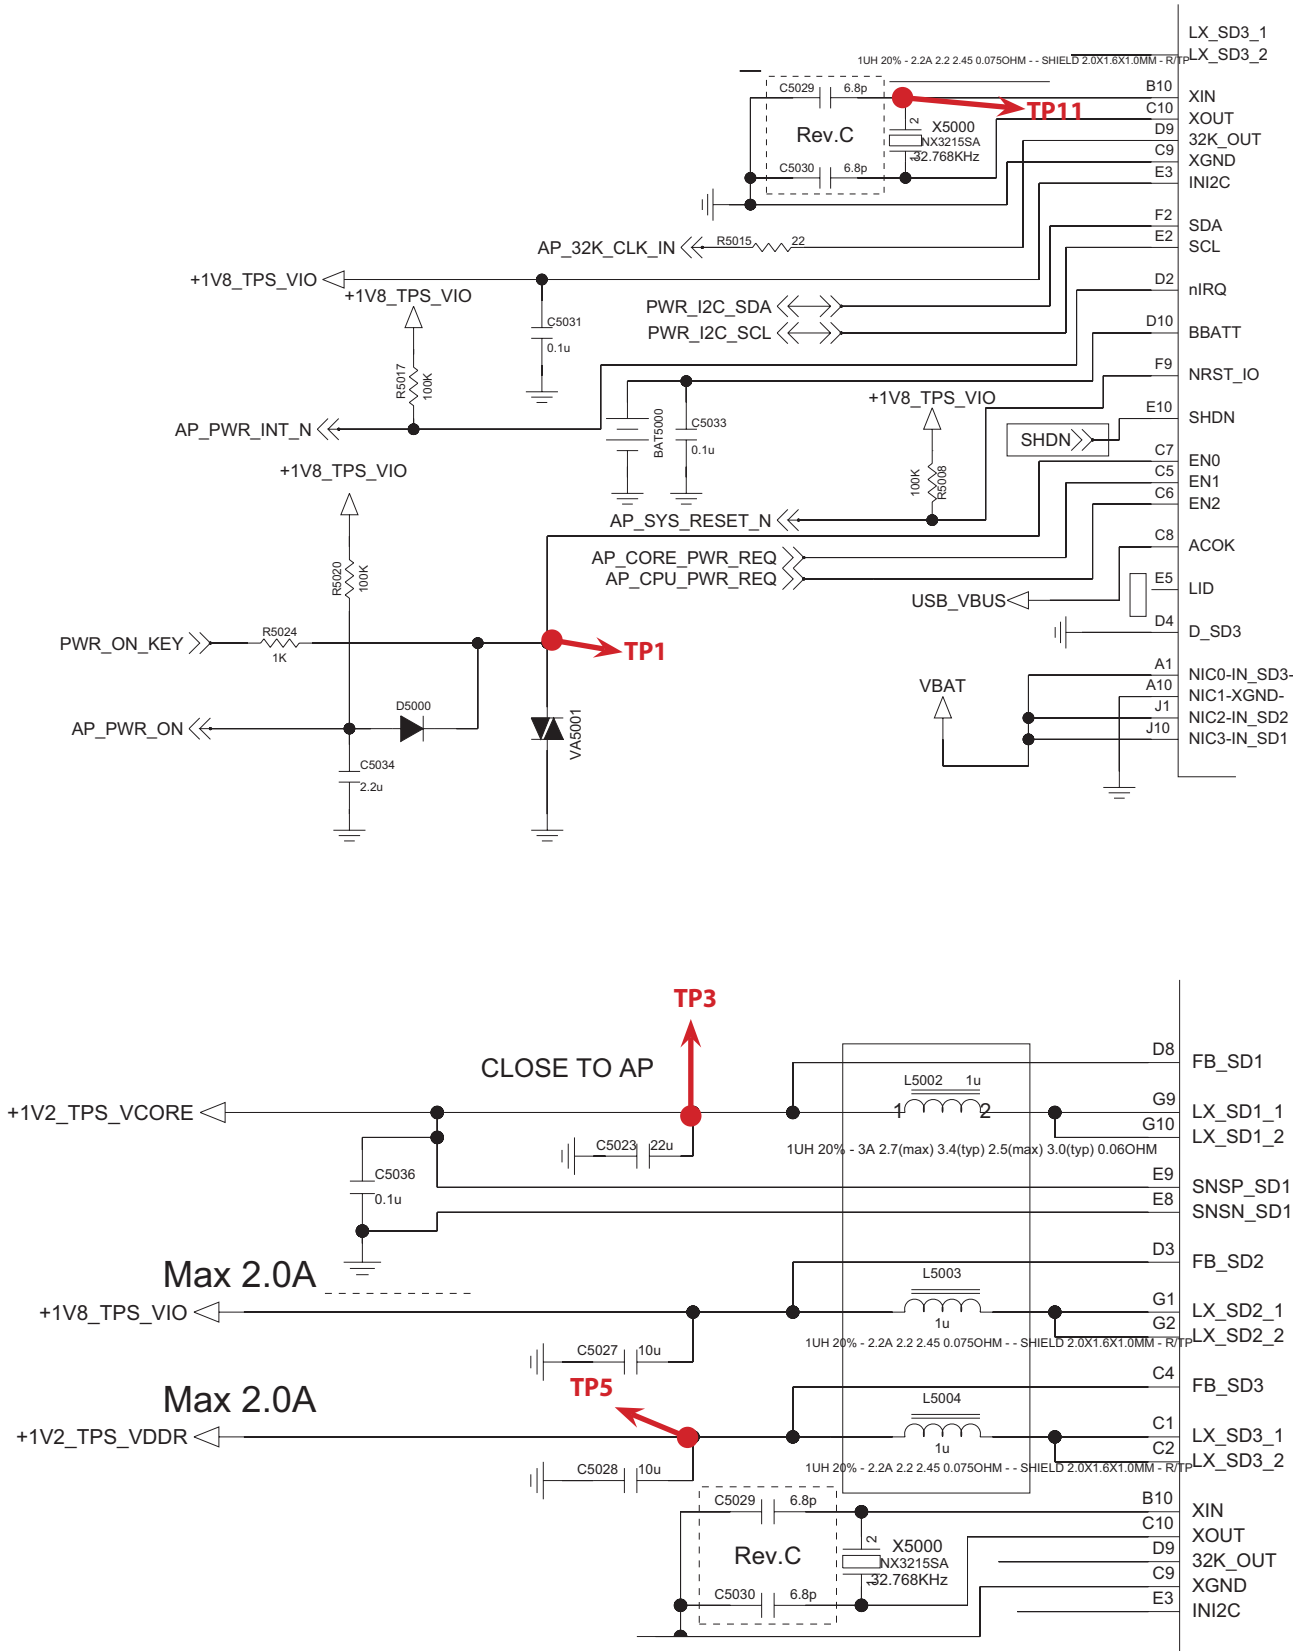 LX_SD3_1
LX_SD3_2
1UH 20% - 2.2A 2.2 2.45 0.075OHM - - SHIELD 2.0X1.6X1.0MM - R/TP
C5029 6.8p
B10 XIN
TP11
C10 XOUT
Rev.C
2
X5000
NX3215SA
32.768KHz
D9 32K_OUT
C9 XGND
C5030 6.8p
1
E3 INI2C
F2 SDA
E2 SCL
AP_32K_CLK_IN R5015 22
+1V8_TPS_VIO
+1V8_TPS_VIO
D2 nIRQ
PWR_I2C_SDA
C5031
0.1u
PWR_I2C_SCL
D10 BBATT
R5017
100K
F9 NRST_IO
+1V8_TPS_VIO
AP_PWR_INT_N
BAT5000
C5033
0.1u
E10 SHDN
SHDN
C7 EN0
+1V8_TPS_VIO
100K
R5008
C5 EN1
C6 EN2
AP_SYS_RESET_N
C8 ACOK
AP_CORE_PWR_REQ
AP_CPU_PWR_REQ
R5020
100K
E5 LID
USB_VBUS
D4 D_SD3
PWR_ON_KEY R5024
1K
TP1
A1 NIC0-IN_SD3-
A10 NIC1-XGND-
VBAT
J1 NIC2-IN_SD2
J10 NIC3-IN_SD1
AP_PWR_ON
D5000
VA5001
C5034
2.2u
TP3
CLOSE TO AP
D8 FB_SD1
L5002 1u
+1V2_TPS_VCORE
1 2
G9 LX_SD1_1
G10 LX_SD1_2
C5023 22u
1UH 20% - 3A 2.7(max) 3.4(typ) 2.5(max) 3.0(typ) 0.06OHM
C5036
0.1u
E9 SNSP_SD1
E8 SNSN_SD1
Max 2.0A
D3 FB_SD2
L5003
+1V8_TPS_VIO
1u
G1 LX_SD2_1
G2 LX_SD2_2
C5027 10u
1UH 20% - 2.2A 2.2 2.45 0.075OHM - - SHIELD 2.0X1.6X1.0MM - R/TP
TP5
Max 2.0A
C4 FB_SD3
L5004
+1V2_TPS_VDDR
1u
C1 LX_SD3_1
C2 LX_SD3_2
C5028 10u
1UH 20% - 2.2A 2.2 2.45 0.075OHM - - SHIELD 2.0X1.6X1.0MM - R/TP
C5029 6.8p
B10 XIN
C10 XOUT
Rev.C
2
X5000
NX3215SA
32.768KHz
D9 32K_OUT
C9 XGND
C5030 6.8p
1
E3 INI2C